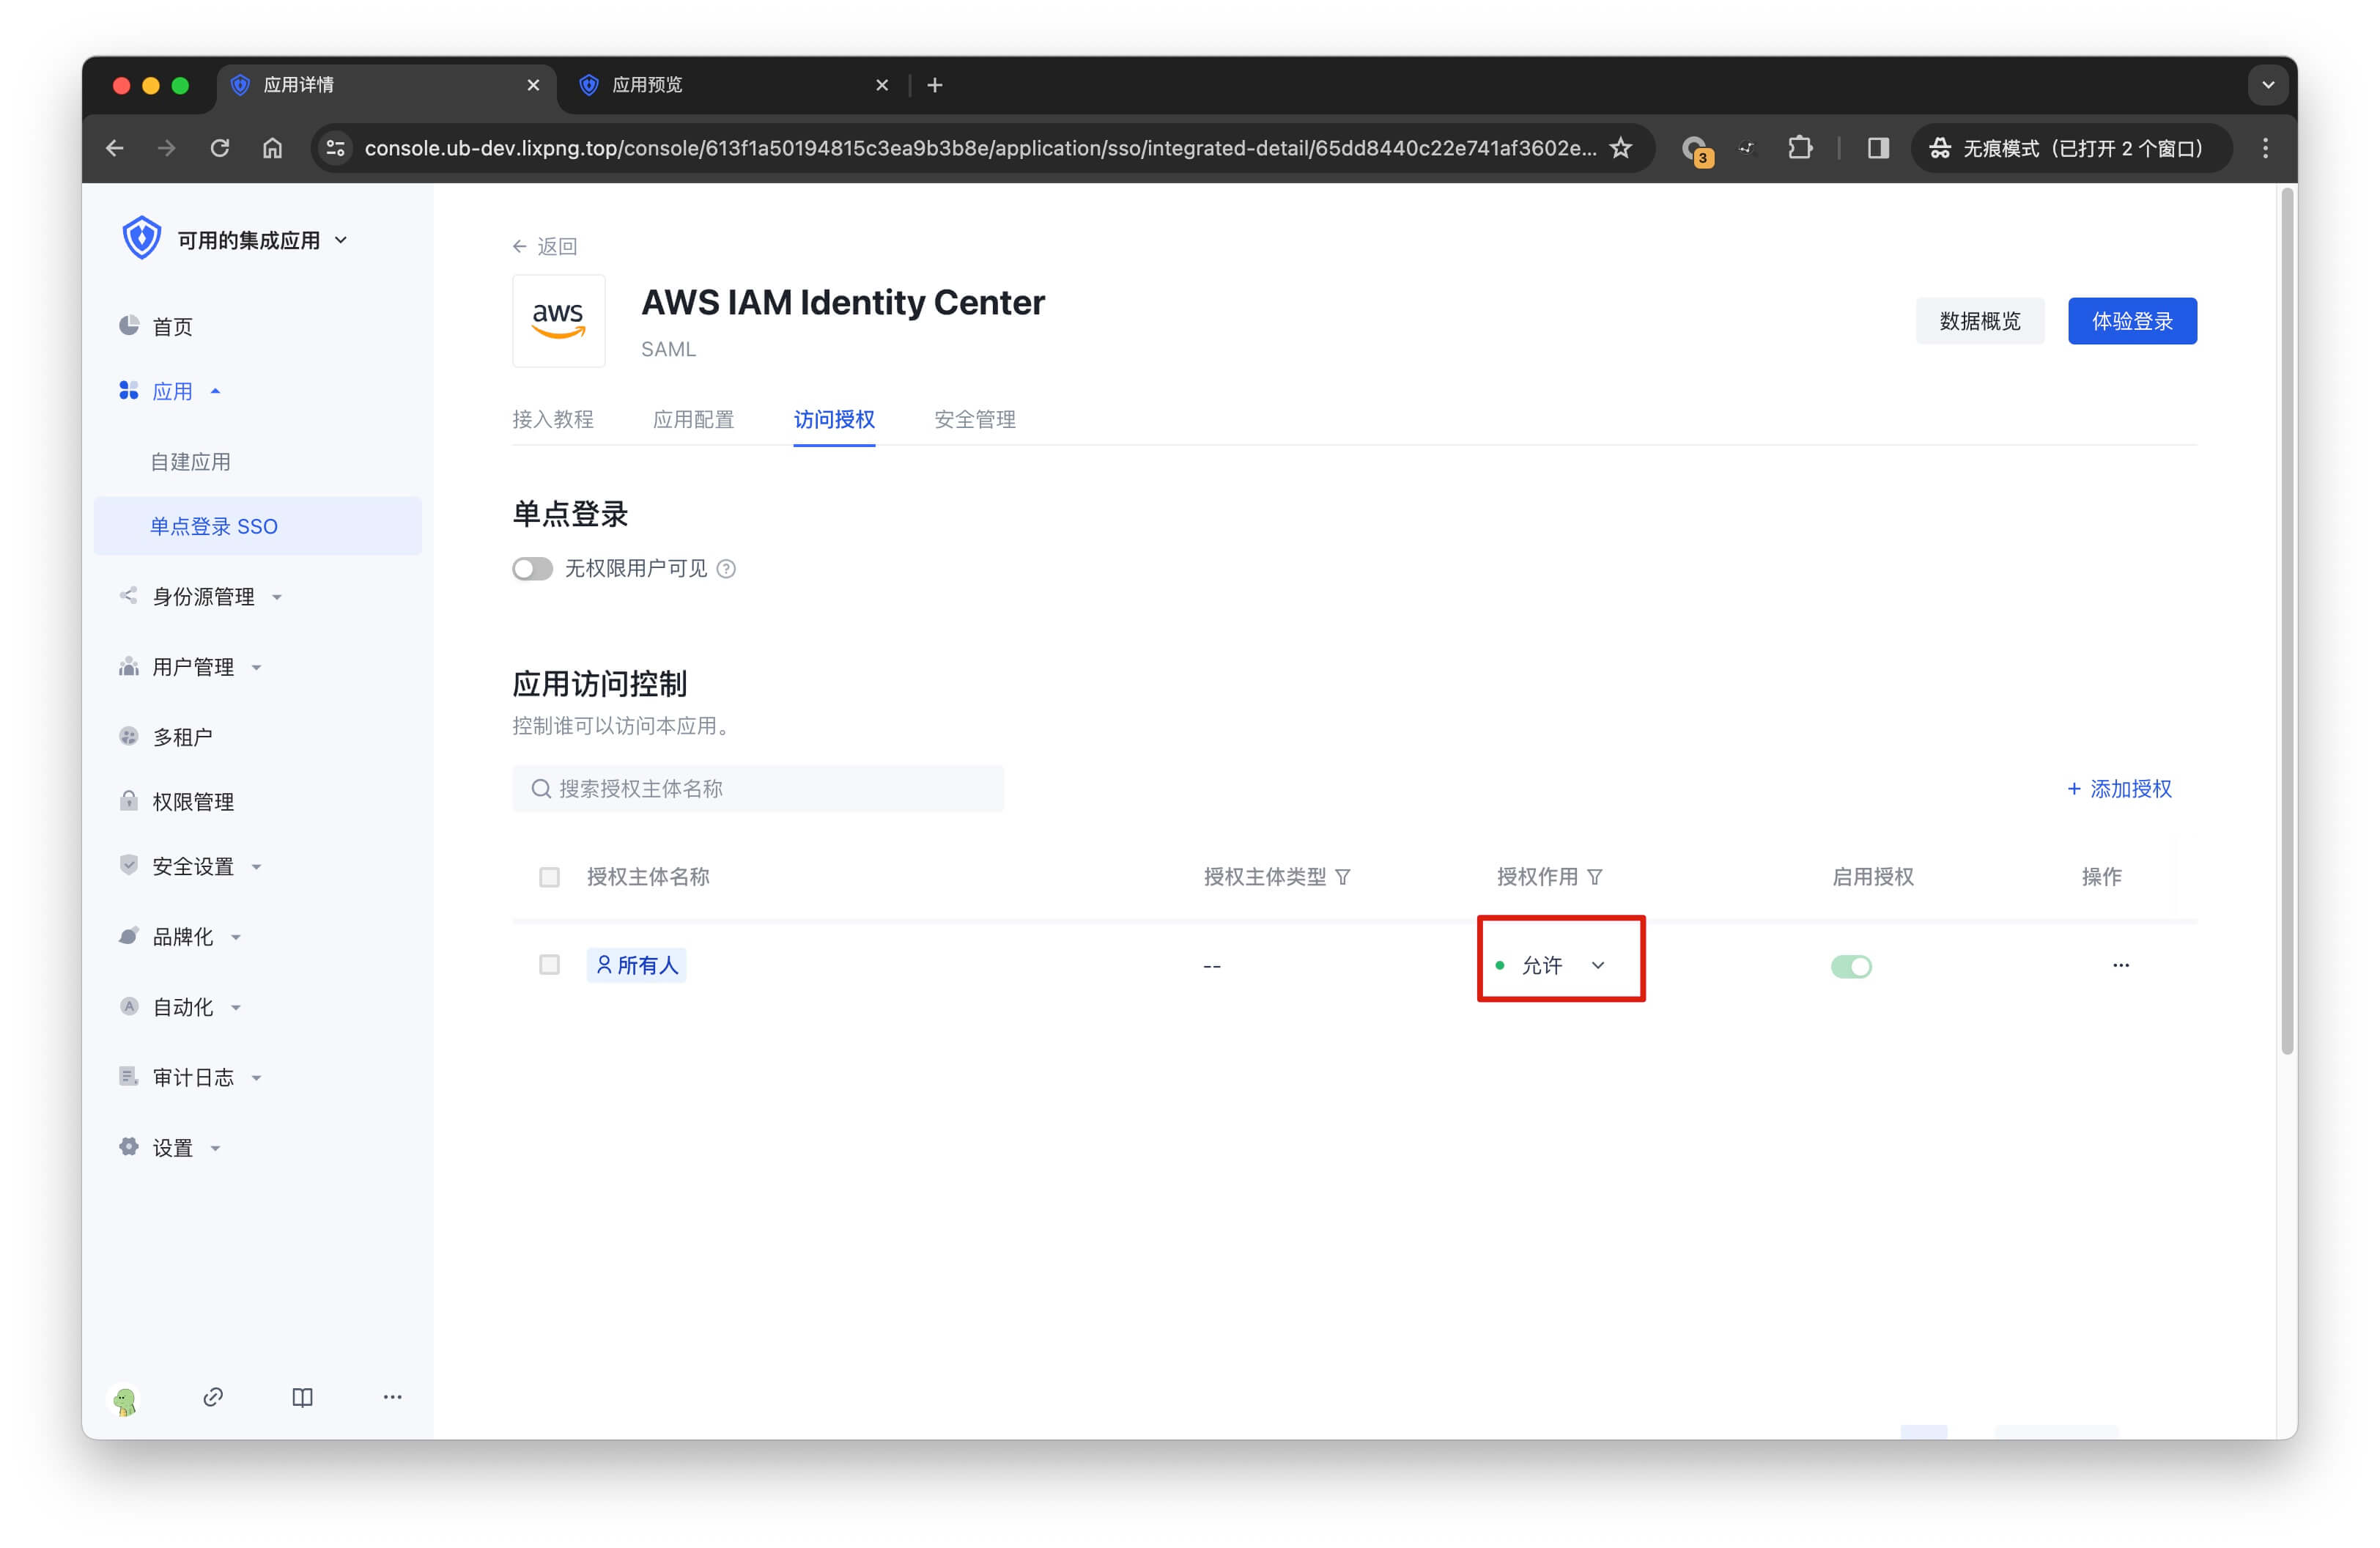 应用详情
应用预览
console.ub-dev.lixpng.top/console/613f1a50194815c3ea9b3b8e/application/sso/integrated-detail/65dd8440c22e741af3602e...
3
无痕模式（已打开 2 个窗口）
可用的集成应用
首页
应用
自建应用
单点登录 SSO
身份源管理
用户管理
多租户
权限管理
安全设置
品牌化
自动化
审计日志
设置
返回
aws
AWS IAM Identity Center
SAML
数据概览
体验登录
接入教程
应用配置
访问授权
安全管理
单点登录
无权限用户可见
应用访问控制
控制谁可以访问本应用。
搜索授权主体名称
+ 添加授权
授权主体名称
授权主体类型
授权作用
启用授权
操作
所有人
--
允许